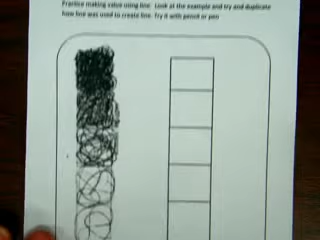 Practice making value using line. Look at the example and try and duplicate
how line was used to create line. Try it with pencil or pen